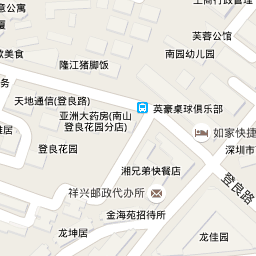 意公寓
芙蓉公馆
南园幼儿园
歌美食
隆江猪脚饭
天地通信(登良路)
英豪桌球俱乐部
亚洲大药房(南山
登良花园分店)
如家快捷
登良花园
深圳市
湘兄弟快餐店
登良路
祥兴邮政代办所
金海苑招待所
龙坤居
龙佳园